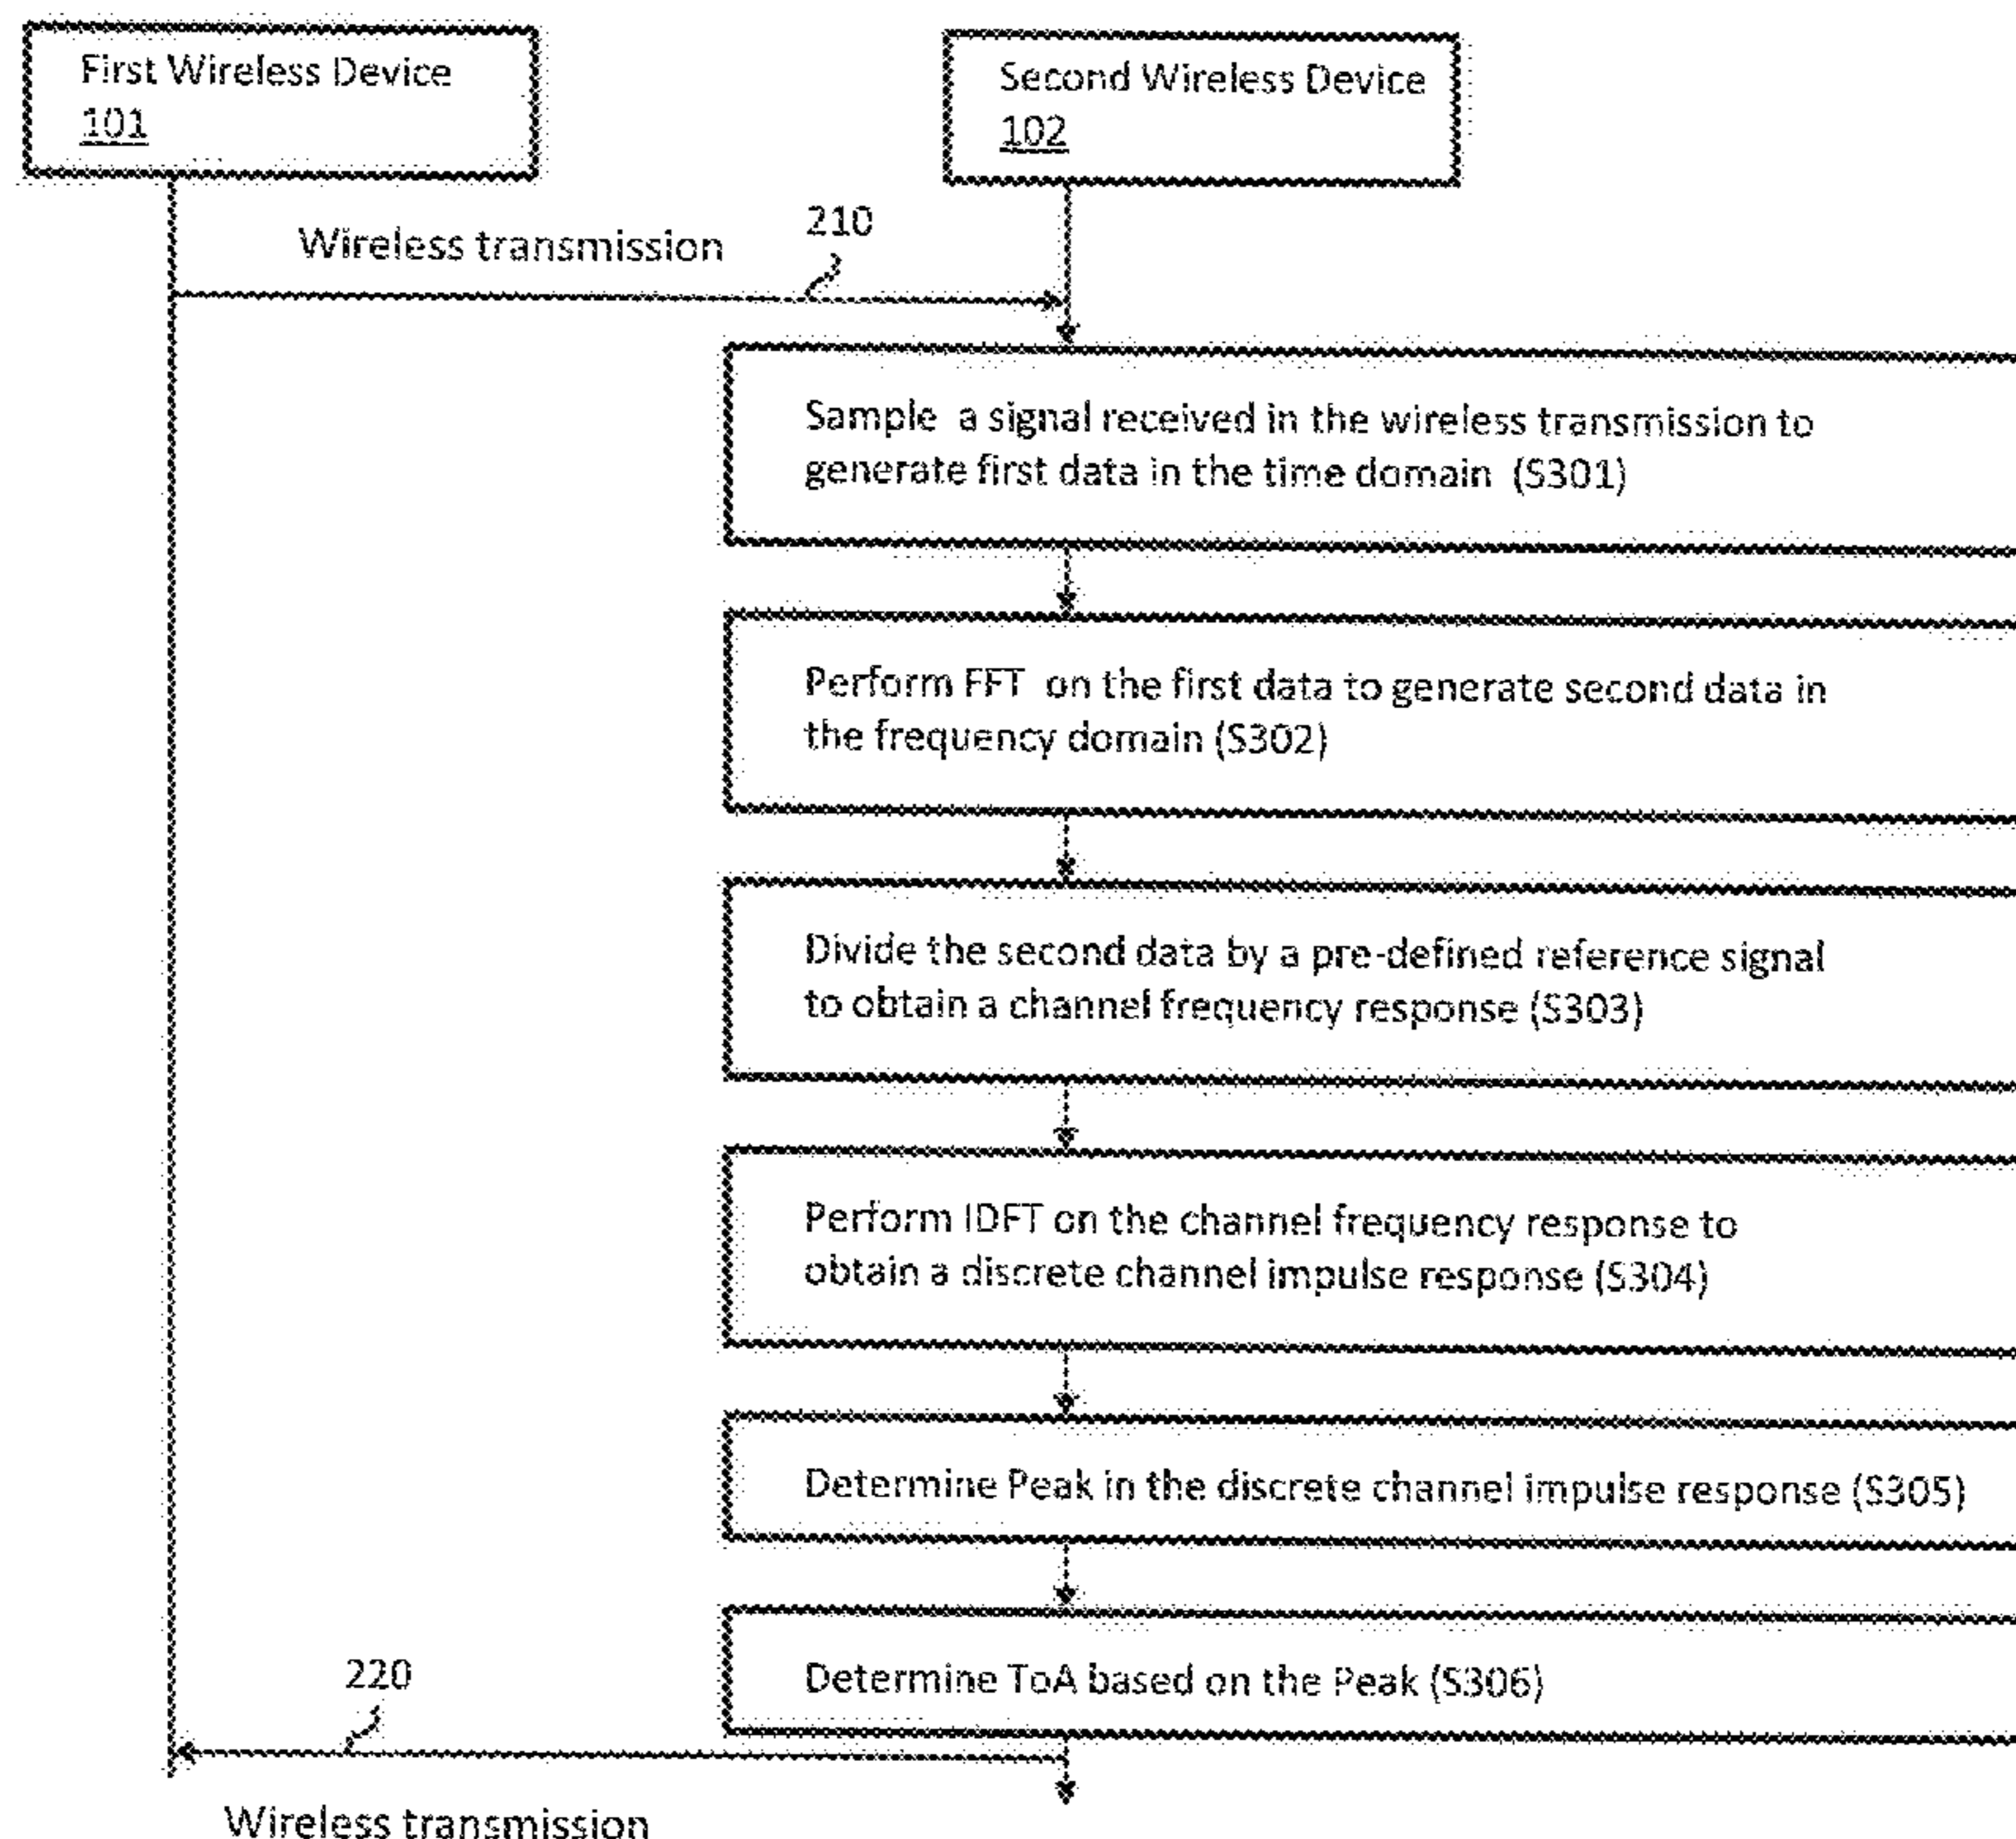 First Wireless Device
101
Second Wireless Device
102
Wireless transmission
210
Sample a signal received in the wireless transmission to
generate first data in the time domain (S301)
Perform FFT on the first data to generate second data in
the frequency domain (S302)
Divide the second data by a pre-defined reference signal
to obtain a channel frequency response (S303)
Perform IDFT on the channel frequency response to
obtain a discrete channel impulse response (S304)
Determine Peak in the discrete channel impulse response (S305)
Determine ToA based on the Peak (S306)
220
Wireless transmission